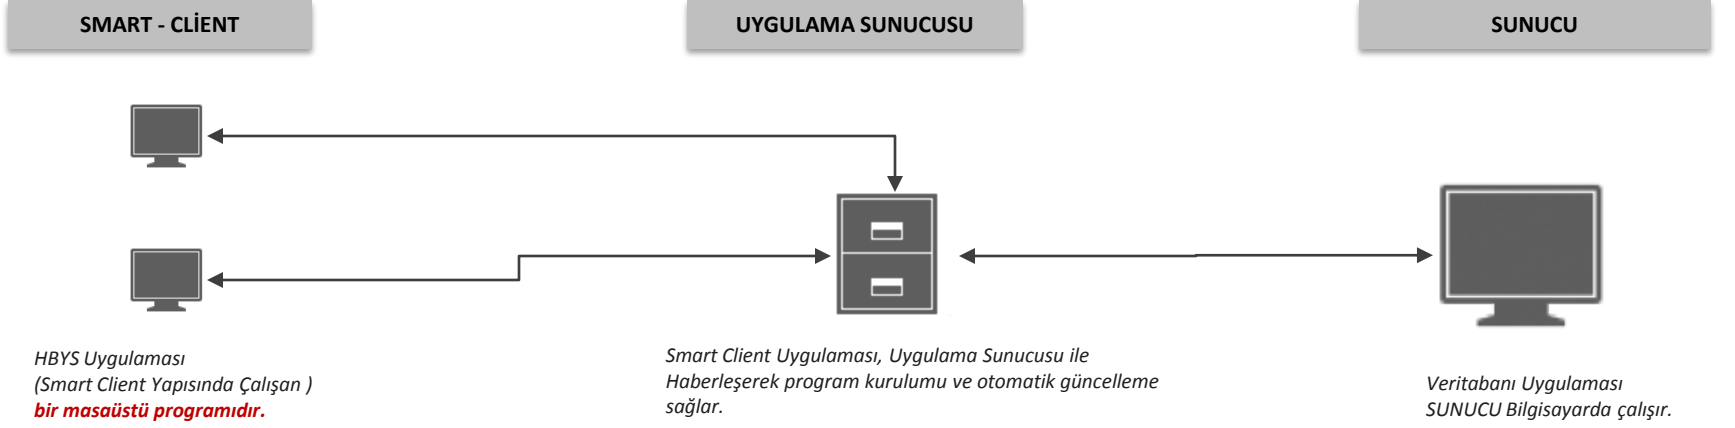 SMART - CLİENT
UYGULAMA SUNUCUSU
SUNUCU
HBYS Uygulaması
(Smart Client Yapısında Çalışan )
bir masaüstü programıdır.
Smart Client Uygulaması, Uygulama Sunucusu ile
Haberleşerek program kurulumu ve otomatik güncelleme
sağlar.
Veritabanı Uygulaması
SUNUCU Bilgisayarda çalışır.